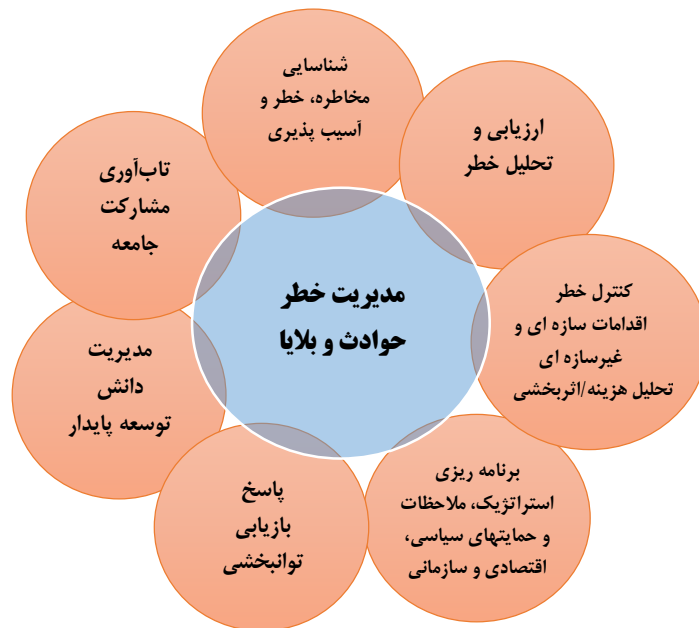 شناسایی
مخاطره، خطر و
آسیب پذیری
ارزیابی و
تحلیل خطر
کنترل خطر
اقدامات سازه ای و
غیرسازه ای
تحلیل هزینه/اثربخشی
برنامه ریزی
استراتژیک، ملاحظات
و حمایتهای سیاسی،
اقتصادی و سازمانی
پاسخ
بازیابی
توانبخشی
مدیریت
دانش
توسعه پایدار
تاب‌آوری
مشارکت
جامعه
مدیریت خطر
حوادث و بلایا